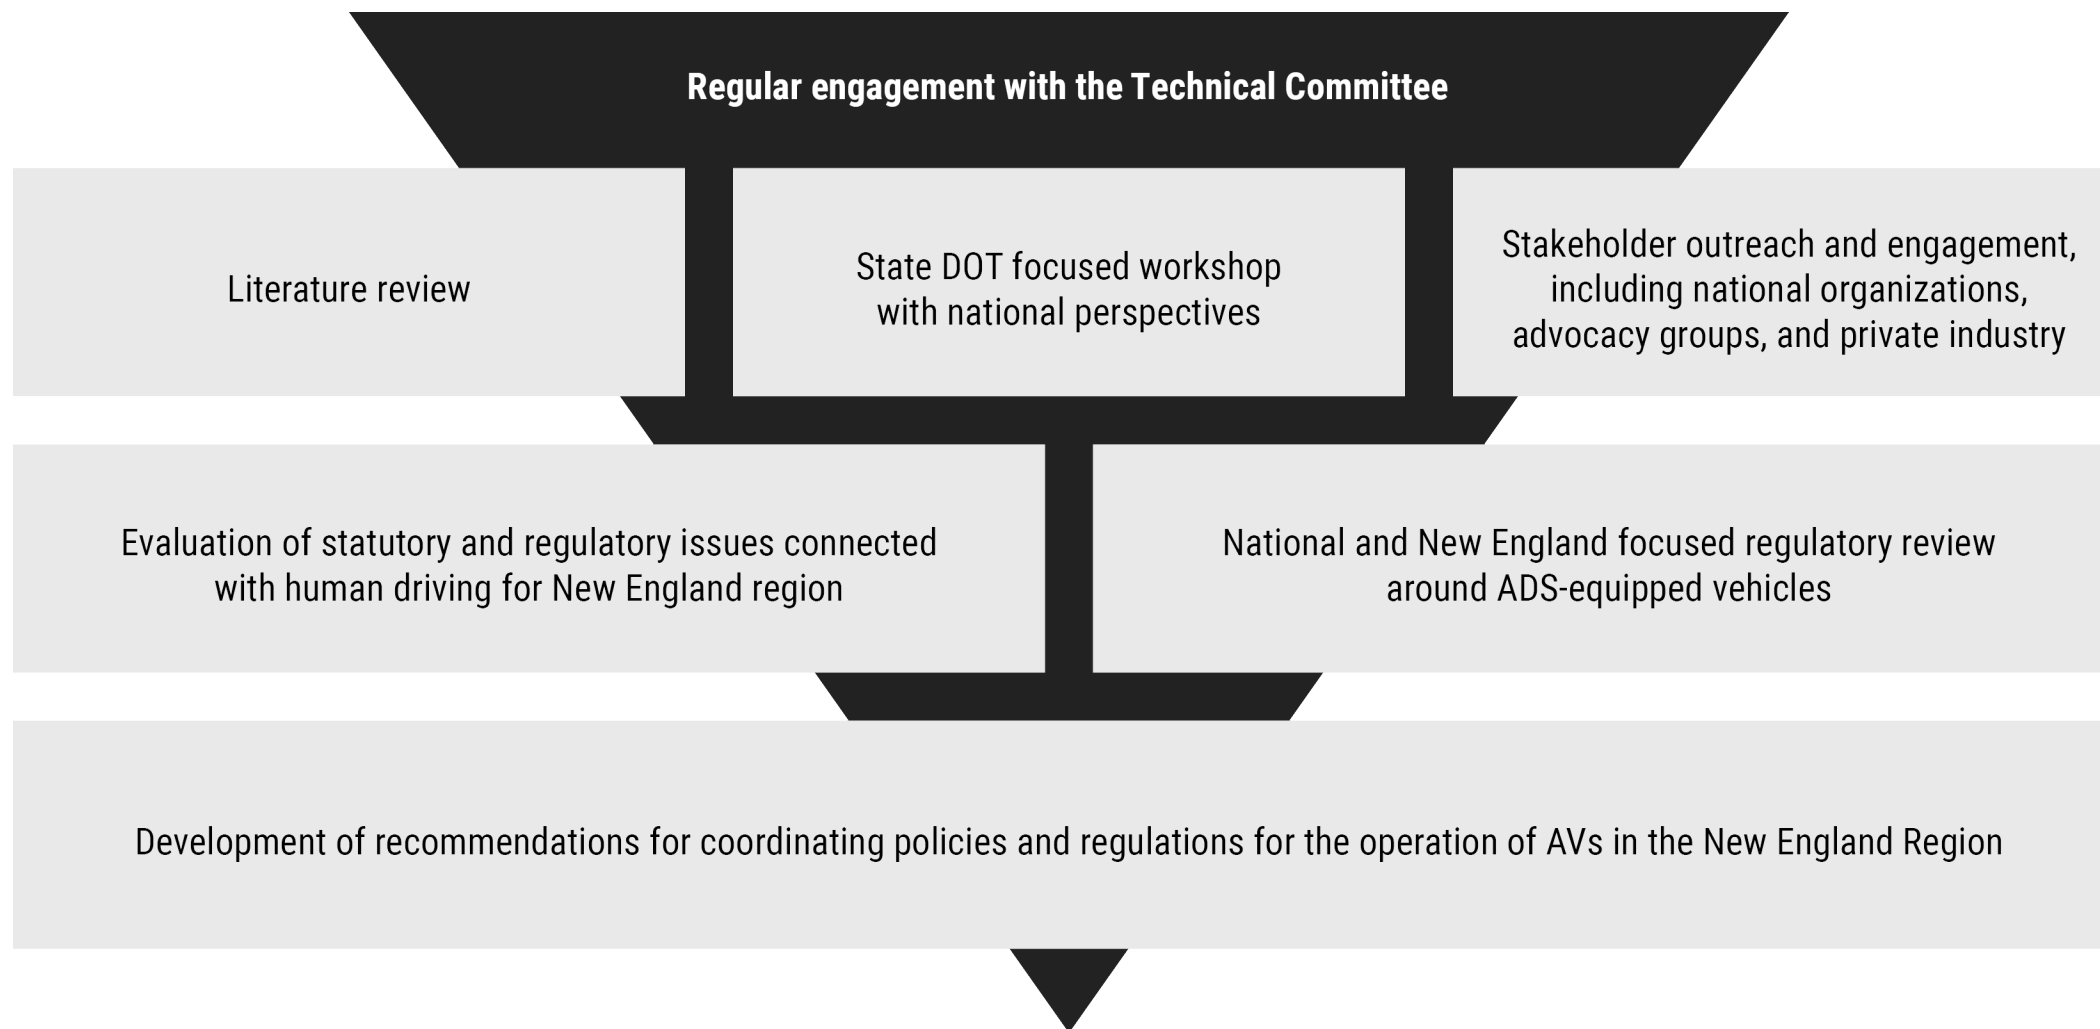 Regular engagement with the Technical Committee
Literature review
State DOT focused workshop
with national perspectives
Stakeholder outreach and engagement,
including national organizations,
advocacy groups, and private industry
Evaluation of statutory and regulatory issues connected
with human driving for New England region
National and New England focused regulatory review
around ADS-equipped vehicles
Development of recommendations for coordinating policies and regulations for the operation of AVs in the New England Region